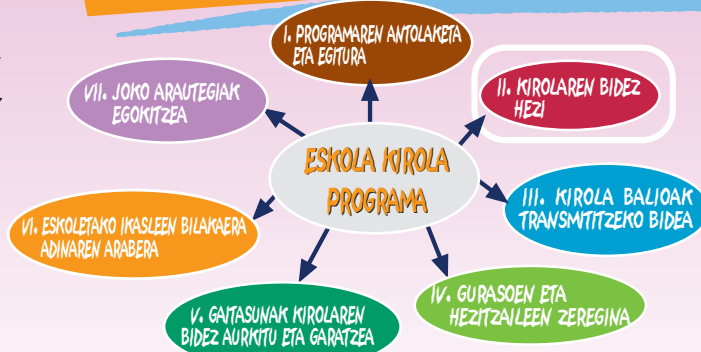 I. PROGRAMAREN ANTOLAKETA
ETA EGITURA
II. KIROLAREN BIDEZ
HEZI
VII. JOKO ARAUTEGIAK
EGOKITZEA
ESKOLA KIROLA
PROGRAMA
III. KIROLA BALIOAK
TRANSMITITZEKO BIDEA
VI. ESKOLETAKO IKASLEEN BILAKAERA
ADINAREN ARABERA
IV. GURASOEN ETA
HEZITZAILEEN ZEREGINA
V. GAITASUNAK KIROLAREN
BIDEZ AURKITU ETA GARATZEA